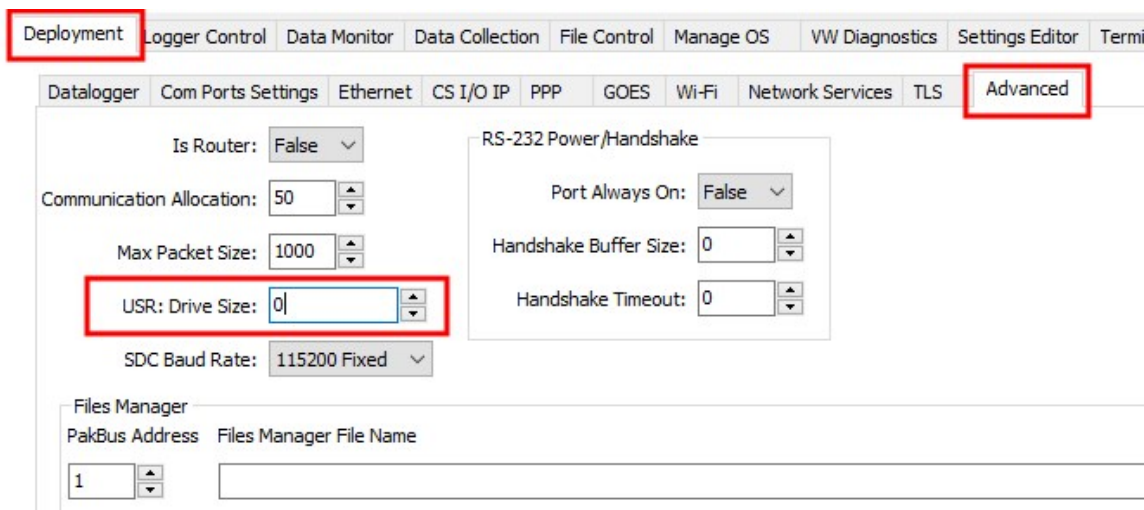 Deployment Logger Control Data Monitor Data Collection File Control Manage OS VW Diagnostics Settings Editor Termi
Datalogger Com Ports Settings Ethernet CS I/O IP PPP GOES Wi-Fi Network Services TLS Advanced
Is Router: False
Communication Allocation: 50
Max Packet Size: 1000
USR: Drive Size: 0
SDC Baud Rate: 115200 Fixed
RS-232 Power/Handshake
Port Always On: False
Handshake Buffer Size: 0
Handshake Timeout: 0
Files Manager
PakBus Address Files Manager File Name
1